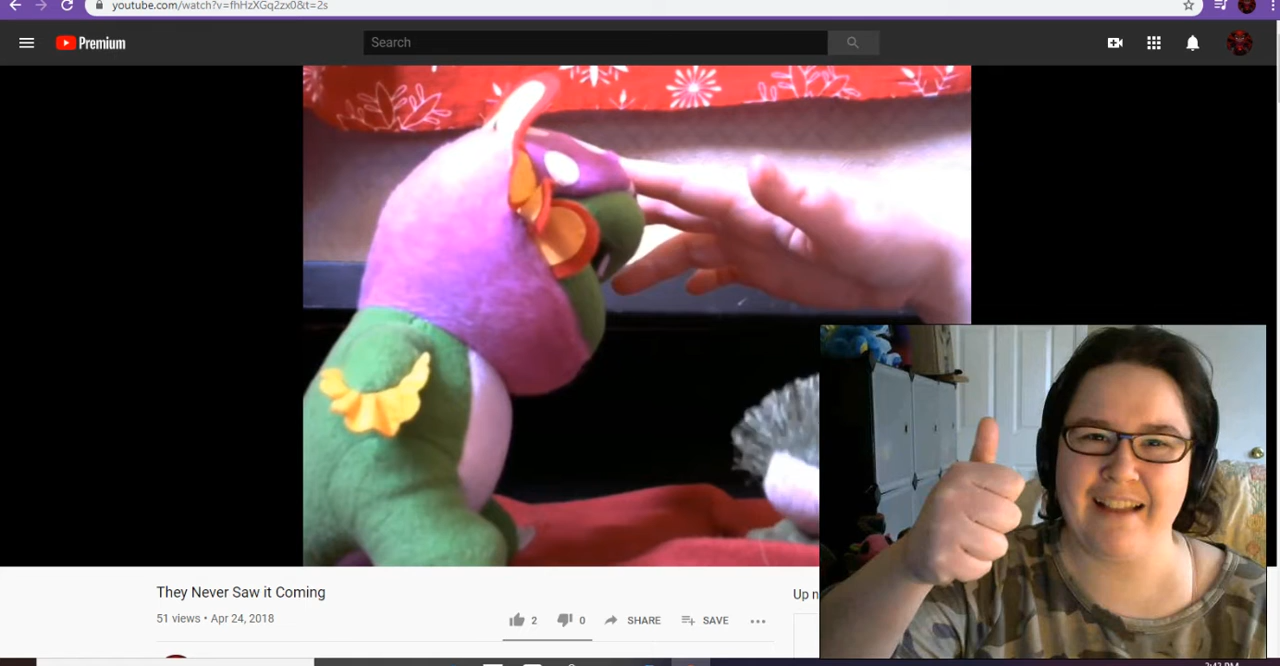 youtube.com/watch?v=fhHzXGq2zx0&t=2s
Premium
Search
They Never Saw it Coming
51 views • Apr 24, 2018
2
0
SHARE
SAVE
Up n